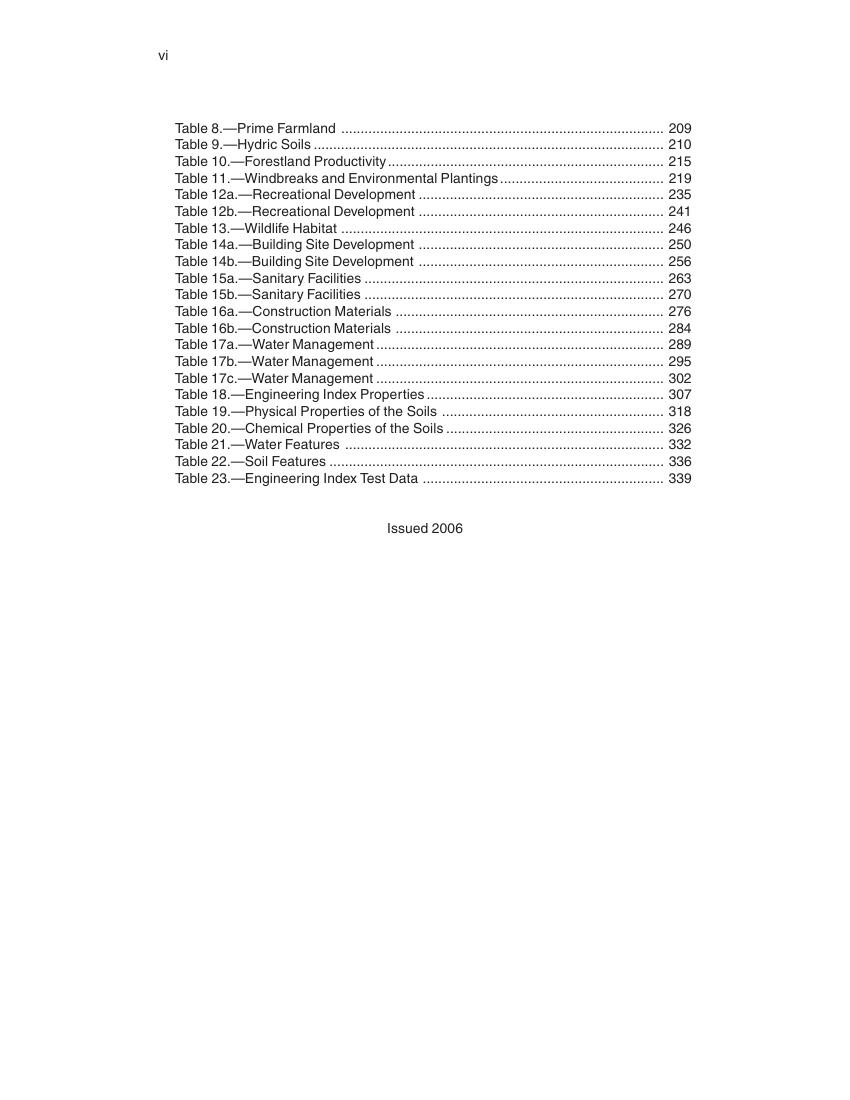 vi
Table 8.—Prime Farmland .................................................................................... 209
Table 9.—Hydric Soils ........................................................................................... 210
Table 10.—Forestland Productivity ....................................................................... 215
Table 11.—Windbreaks and Environmental Plantings .......................................... 219
Table 12a.—Recreational Development ............................................................... 235
Table 12b.—Recreational Development ............................................................... 241
Table 13.—Wildlife Habitat .................................................................................... 246
Table 14a.—Building Site Development ............................................................... 250
Table 14b.—Building Site Development ............................................................... 256
Table 15a.—Sanitary Facilities ............................................................................. 263
Table 15b.—Sanitary Facilities ............................................................................. 270
Table 16a.—Construction Materials ..................................................................... 276
Table 16b.—Construction Materials ..................................................................... 284
Table 17a.—Water Management .......................................................................... 289
Table 17b.—Water Management .......................................................................... 295
Table 17c.—Water Management .......................................................................... 302
Table 18.—Engineering Index Properties ............................................................. 307
Table 19.—Physical Properties of the Soils ......................................................... 318
Table 20.—Chemical Properties of the Soils ........................................................ 326
Table 21.—Water Features ................................................................................... 332
Table 22.—Soil Features ...................................................................................... 336
Table 23.—Engineering Index Test Data .............................................................. 339
Issued 2006